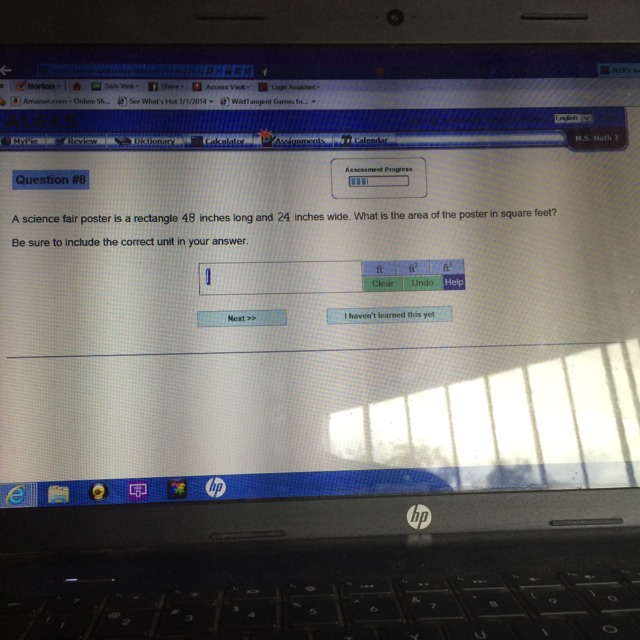 Norton
Safe Web
Share
Access Vault
Login Assistant
Amazon.com – Online Sh...
See What's Hot 1/1/2014
WildTangent Games fo...
English
MyPie
Review
Dictionary
Calculator
Assignments
Calendar
M.S. Math 3
Question #8
Assessment Progress
A science fair poster is a rectangle 48 inches long and 24 inches wide. What is the area of the poster in square feet?
Be sure to include the correct unit in your answer.
ft ft² ft³
Clear Undo Help
Next >>
I haven't learned this yet
hp
hp